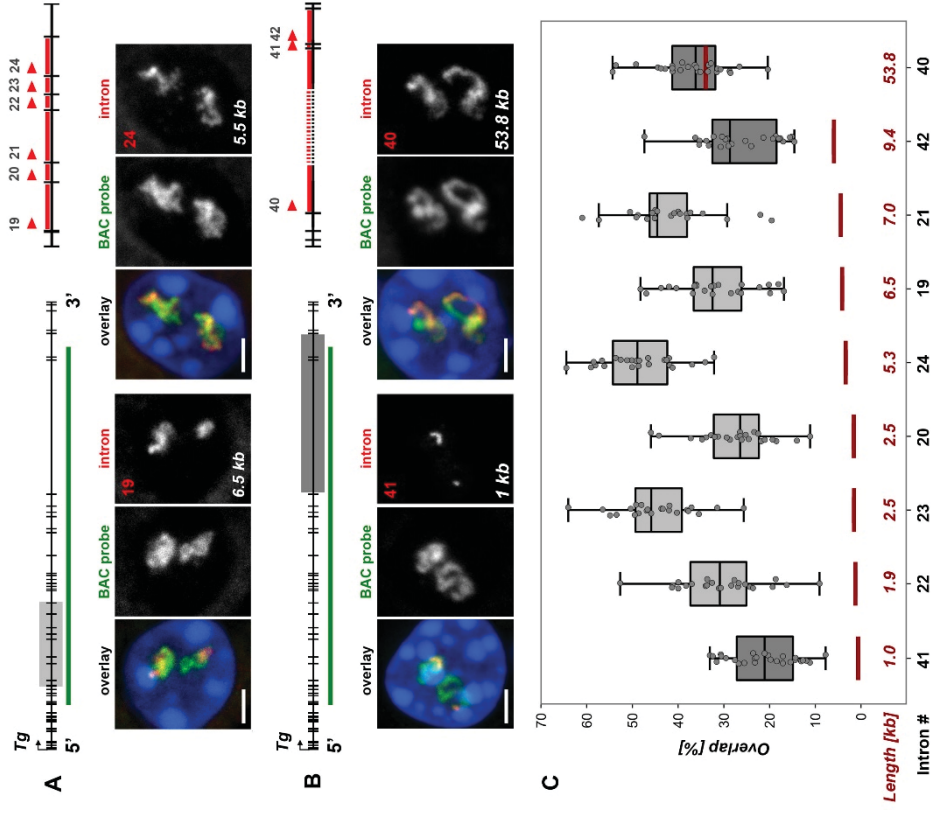 A
Tg
5' 3'
19 20 21 22 23 24
overlay BAC probe intron overlay BAC probe intron
19 24
6.5 kb 5.5 kb
B
Tg
5' 3'
40 41 42
overlay BAC probe intron overlay BAC probe intron
41 40
1 kb 53.8 kb
C
Overlap [%]
70
60
50
40
30
20
10
0
Length [kb] 1.0 1.9 2.5 2.5 5.3 6.5 7.0 9.4 53.8
Intron # 41 22 23 20 24 19 21 42 40